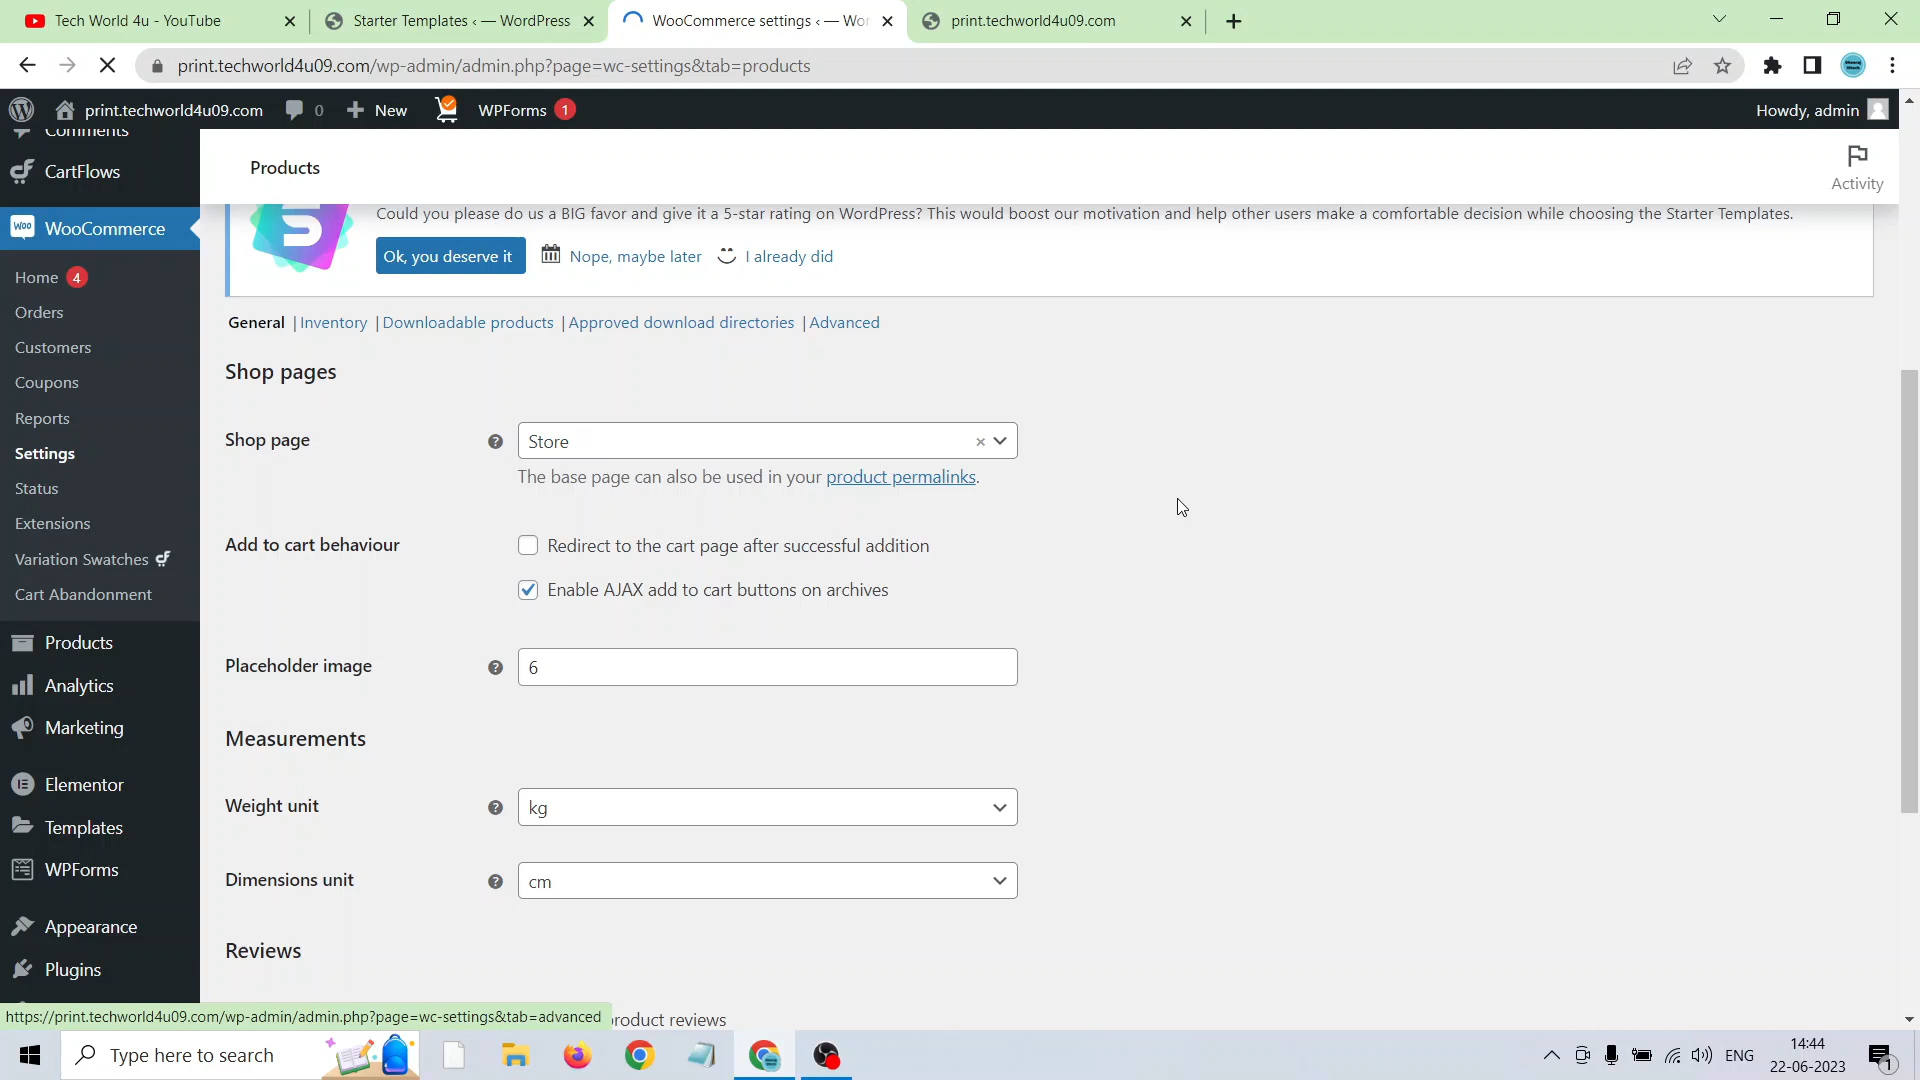 Tech World 4u - YouTube
Starter Templates ‹ — WordPress
WooCommerce settings ‹ — Wor
print.techworld4u09.com
print.techworld4u09.com/wp-admin/admin.php?page=wc-settings&tab=products
print.techworld4u09.com
0
New
WPForms 1
Howdy, admin
Comments
CartFlows
WooCommerce
Home 4
Orders
Customers
Coupons
Reports
Settings
Status
Extensions
Variation Swatches
Cart Abandonment
Products
Analytics
Marketing
Elementor
Templates
WPForms
Appearance
Plugins
Products
Activity
Could you please do us a BIG favor and give it a 5-star rating on WordPress? This would boost our motivation and help other users make a comfortable decision while choosing the Starter Templates.
Ok, you deserve it
Nope, maybe later
I already did
General | Inventory | Downloadable products | Approved download directories | Advanced
Shop pages
Shop page
Store
The base page can also be used in your product permalinks.
Add to cart behaviour
Redirect to the cart page after successful addition
Enable AJAX add to cart buttons on archives
Placeholder image
6
Measurements
Weight unit
kg
Dimensions unit
cm
Reviews
product reviews
https://print.techworld4u09.com/wp-admin/admin.php?page=wc-settings&tab=advanced
Type here to search
ENG
14:44
22-06-2023
1